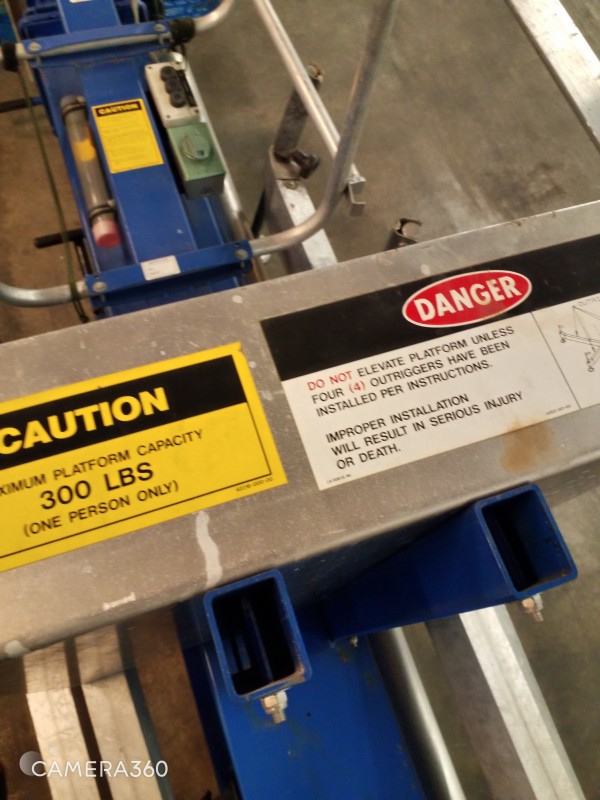 CAUTION
DANGER
DO NOT ELEVATE PLATFORM UNLESS
FOUR (4) OUTRIGGERS HAVE BEEN
INSTALLED PER INSTRUCTIONS.
IMPROPER INSTALLATION
WILL RESULT IN SERIOUS INJURY
OR DEATH.
CAUTION
XIMUM PLATFORM CAPACITY
300 LBS
(ONE PERSON ONLY)
CAMERA360